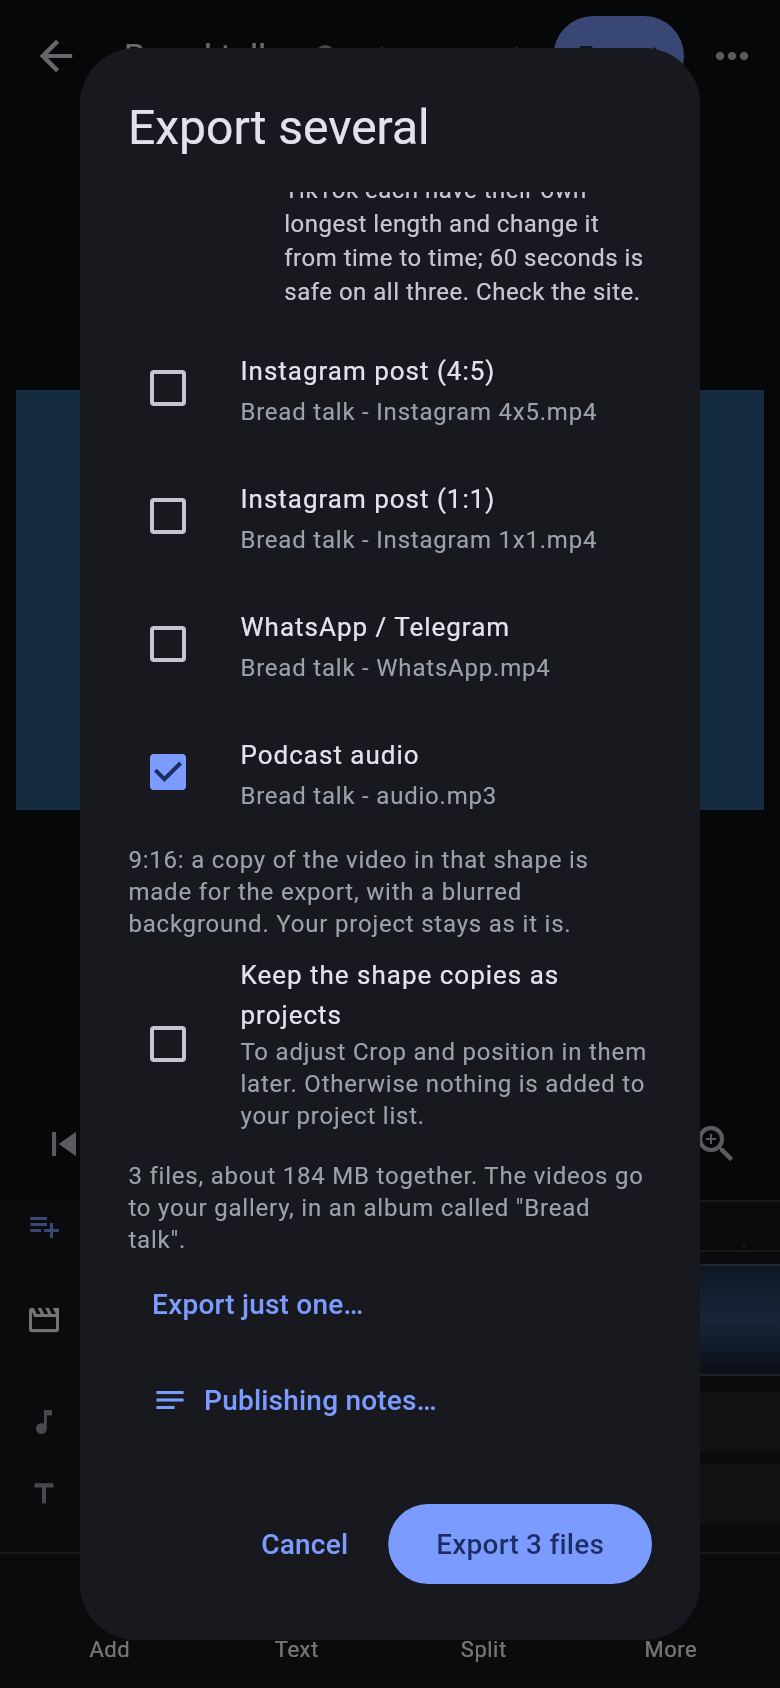 Export several
TikTok each have their own
longest length and change it
from time to time; 60 seconds is
safe on all three. Check the site.
Instagram post (4:5)
Bread talk - Instagram 4x5.mp4
Instagram post (1:1)
Bread talk - Instagram 1x1.mp4
WhatsApp / Telegram
Bread talk - WhatsApp.mp4
Podcast audio
Bread talk - audio.mp3
9:16: a copy of the video in that shape is
made for the export, with a blurred
background. Your project stays as it is.
Keep the shape copies as
projects
To adjust Crop and position in them
later. Otherwise nothing is added to
your project list.
3 files, about 184 MB together. The videos go
to your gallery, in an album called "Bread
talk".
Export just one…
Publishing notes…
Cancel
Export 3 files
Add
Text
Split
More